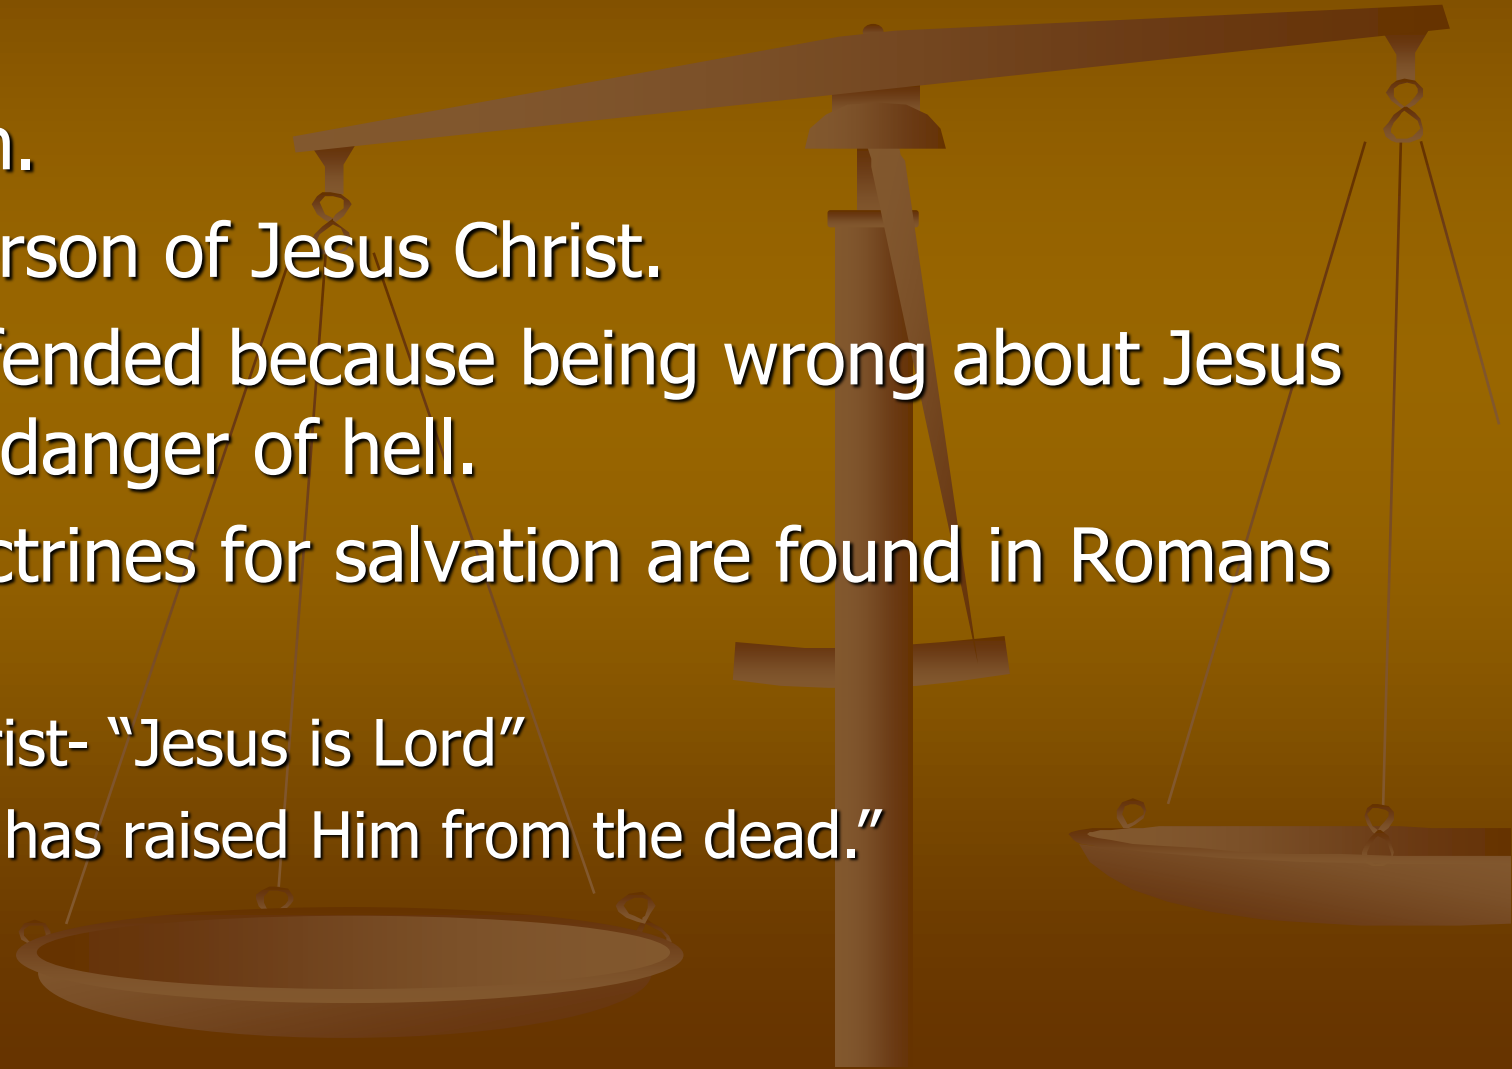 n.
rson of Jesus Christ.
fended because being wrong about Jesus
danger of hell.
ctrines for salvation are found in Romans
rist- “Jesus is Lord”
has raised Him from the dead.”